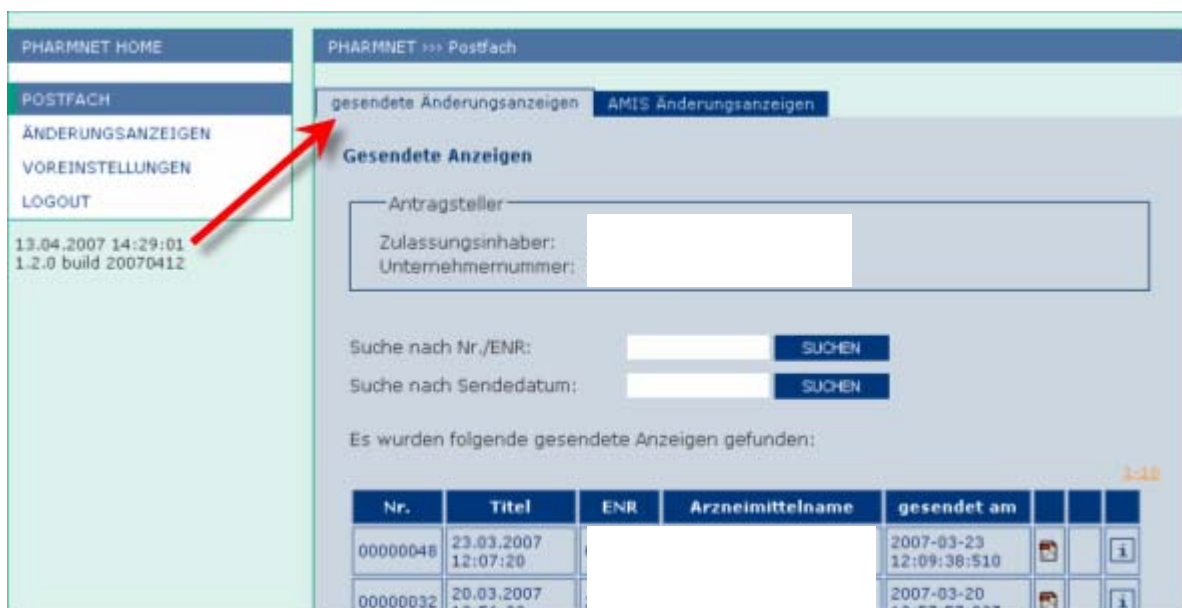 PHARMNET HOME
PHARMNET >>> Postfach
POSTFACH
ÄNDERUNGSANZEIGEN
VOREINSTELLUNGEN
LOGOUT
13.04.2007 14:29:01
1.2.0 build 20070412
gesendete Änderungsanzeigen AMIS Änderungsanzeigen
Gesendete Anzeigen
Antragsteller
Zulassungsinhaber:
Unternehmernummer:
Suche nach Nr./ENR: SUCHEN
Suche nach Sendedatum: SUCHEN
Es wurden folgende gesendete Anzeigen gefunden:
1-10
Nr. Titel ENR Arzneimittelname gesendet am
00000048 23.03.2007 12:07:20 2007-03-23 12:09:38:510
00000032 20.03.2007 2007-03-20